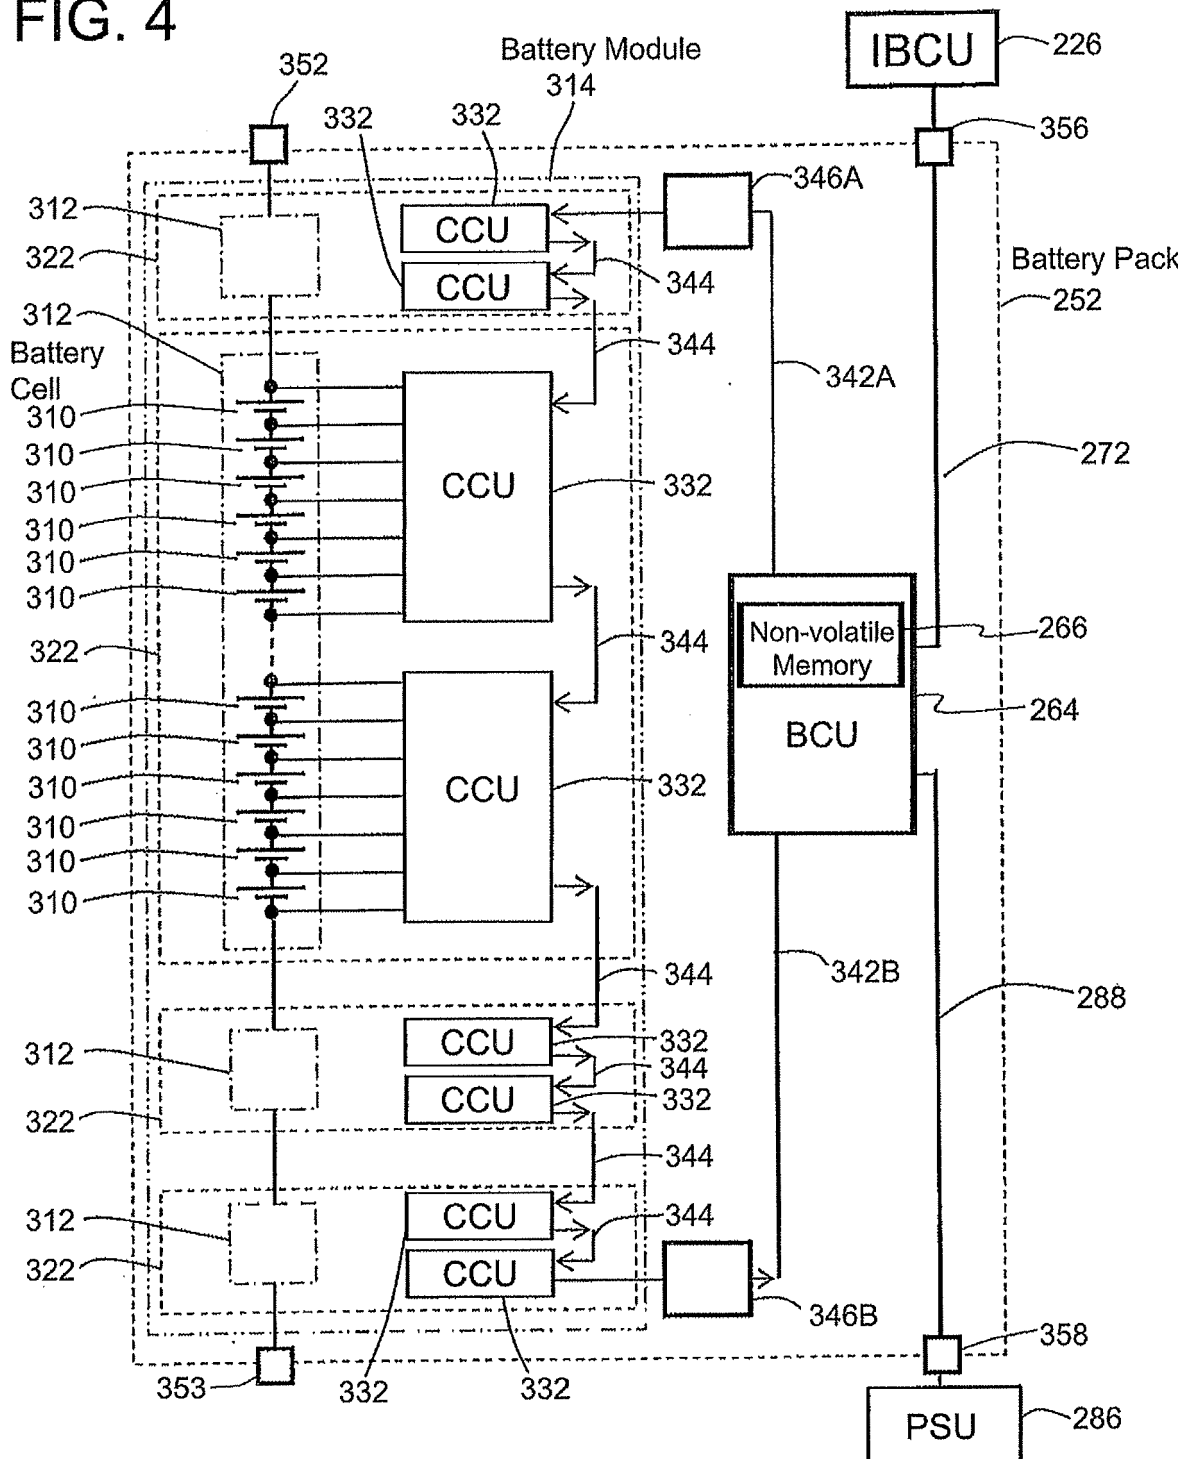 FIG. 4
352
Battery Module
314
332
332
IBCU
226
356
346A
312
322
CCU
CCU
344
Battery Pack
252
312
344
Battery
Cell
342A
310
310
310
310
310
310
CCU
332
272
322
344
Non-volatile
Memory
266
264
BCU
310
310
310
310
310
310
CCU
332
344
342B
288
312
322
CCU
332
344
CCU
332
344
312
322
CCU
344
CCU
346B
358
353
332
332
PSU
286